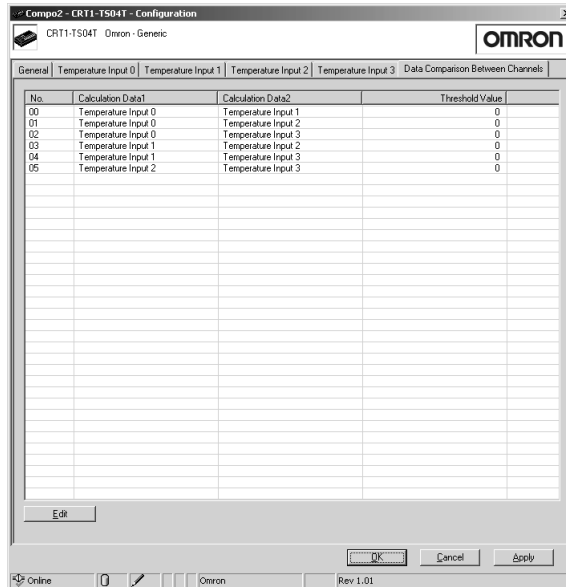 Compo2 - CRT1-TS04T - Configuration
CRT1-TS04T Omron - Generic
OMRON
General Temperature Input 0 Temperature Input 1 Temperature Input 2 Temperature Input 3 Data Comparison Between Channels
No. Calculation Data1 Calculation Data2 Threshold Value
00 Temperature Input 0 Temperature Input 1 0
01 Temperature Input 0 Temperature Input 2 0
02 Temperature Input 0 Temperature Input 3 0
03 Temperature Input 1 Temperature Input 2 0
04 Temperature Input 1 Temperature Input 3 0
05 Temperature Input 2 Temperature Input 3 0
Edit
OK Cancel Apply
Online Omron Rev 1.01